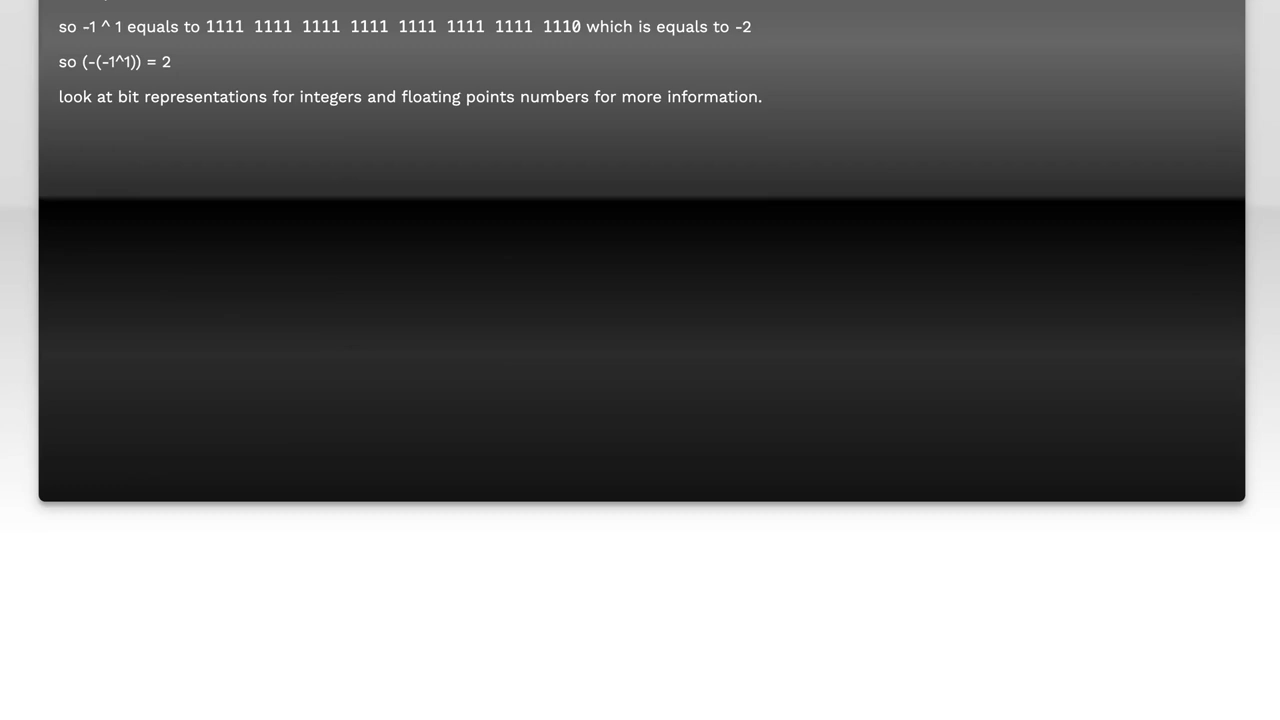 so -1 ^ 1 equals to 1111 1111 1111 1111 1111 1111 1111 1110 which is equals to -2
so (-(-1^1)) = 2
look at bit representations for integers and floating points numbers for more information.